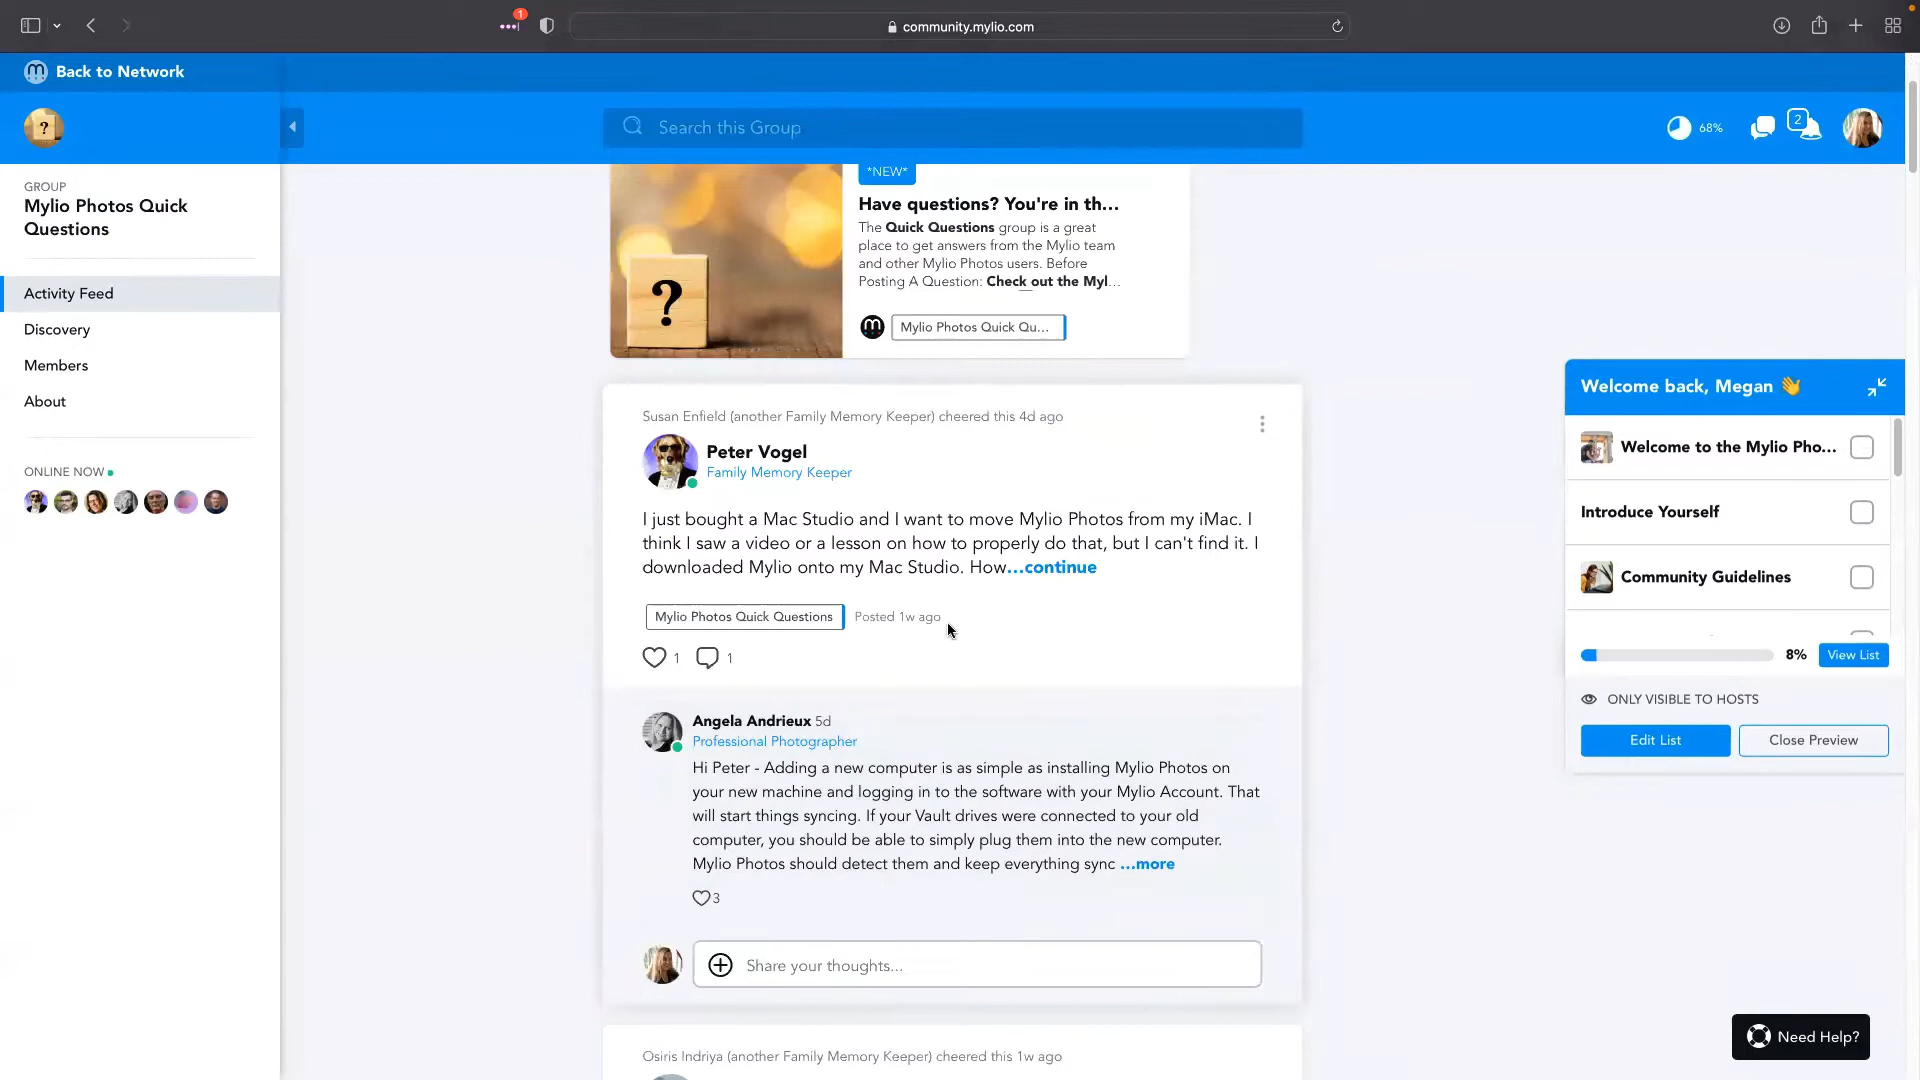 1
community.mylio.com
Back to Network
?
Search this Group
68%
2
GROUP
Mylio Photos Quick
Questions
Activity Feed
Discovery
Members
About
ONLINE NOW
*NEW*
Have questions? You're in th...
The Quick Questions group is a great
place to get answers from the Mylio team
and other Mylio Photos users. Before
Posting A Question: Check out the Myl...
?
Mylio Photos Quick Qu...
Susan Enfield (another Family Memory Keeper) cheered this 4d ago
Peter Vogel
Family Memory Keeper
I just bought a Mac Studio and I want to move Mylio Photos from my iMac. I
think I saw a video or a lesson on how to properly do that, but I can't find it. I
downloaded Mylio onto my Mac Studio. How...continue
Mylio Photos Quick Questions Posted 1w ago
1 1
Angela Andrieux 5d
Professional Photographer
Hi Peter - Adding a new computer is as simple as installing Mylio Photos on
your new machine and logging in to the software with your Mylio Account. That
will start things syncing. If your Vault drives were connected to your old
computer, you should be able to simply plug them into the new computer.
Mylio Photos should detect them and keep everything sync ...more
3
Share your thoughts...
Osiris Indriya (another Family Memory Keeper) cheered this 1w ago
Welcome back, Megan 👋
Welcome to the Mylio Pho...
Introduce Yourself
Community Guidelines
8% View List
ONLY VISIBLE TO HOSTS
Edit List Close Preview
Need Help?